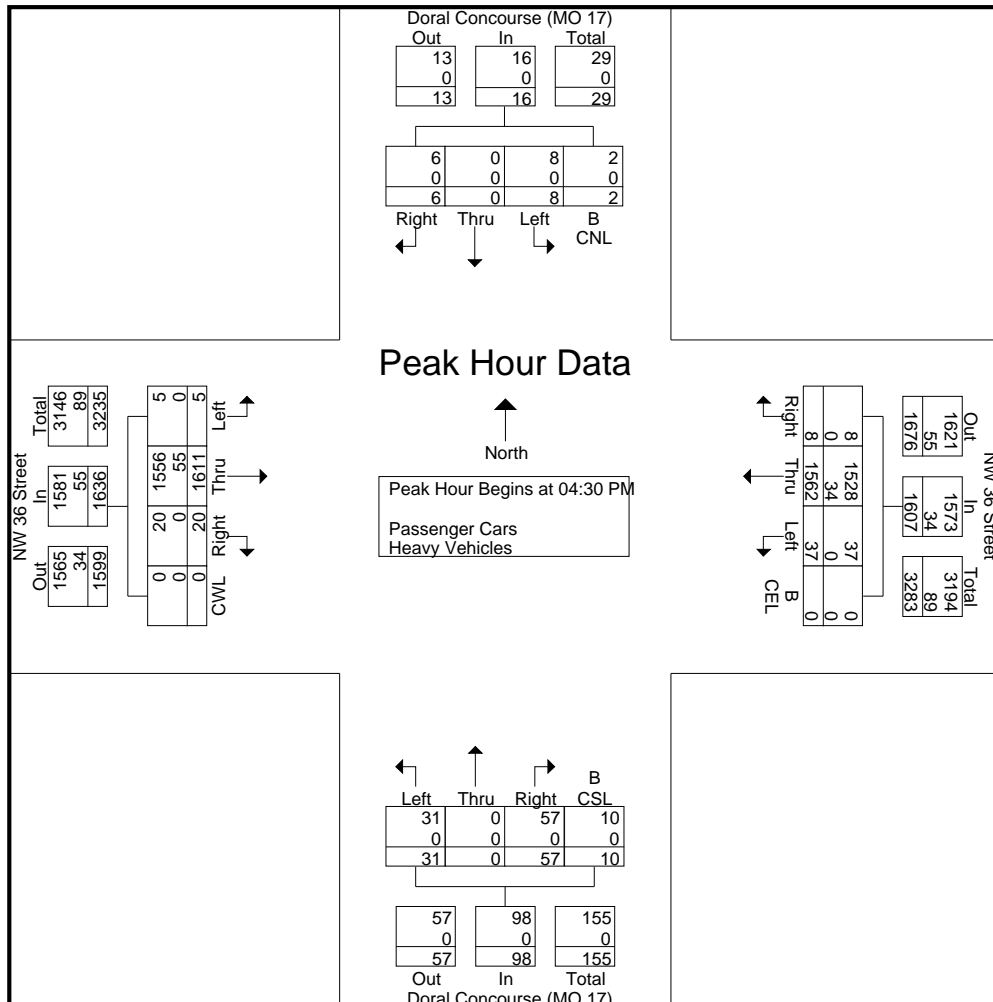 Doral Concourse (MO 17)
Out In Total
13 16 29
0 0 0
13 16 29
6 0 8 2
0 0 0 0
6 0 8 2
Right Thru Left B
CNL
Peak Hour Data
North
Peak Hour Begins at 04:30 PM
Passenger Cars
Heavy Vehicles
NW 36 Street
Out In Total
1565 1581 3146
34 55 89
1599 1636 3235
0 20 1556 5
0 0 55 0
0 20 1611 5
CWL Right Thru Left
NW 36 Street
Out In Total
1621 1573 3194
55 34 89
1676 1607 3283
8 1528 37 0
0 34 0 0
8 1562 37 0
Right Thru Left B
CEL
B
Left Thru Right CSL
31 0 57 10
0 0 0 0
31 0 57 10
57 98 155
0 0 0
57 98 155
Out In Total
Doral Concourse (MO 17)